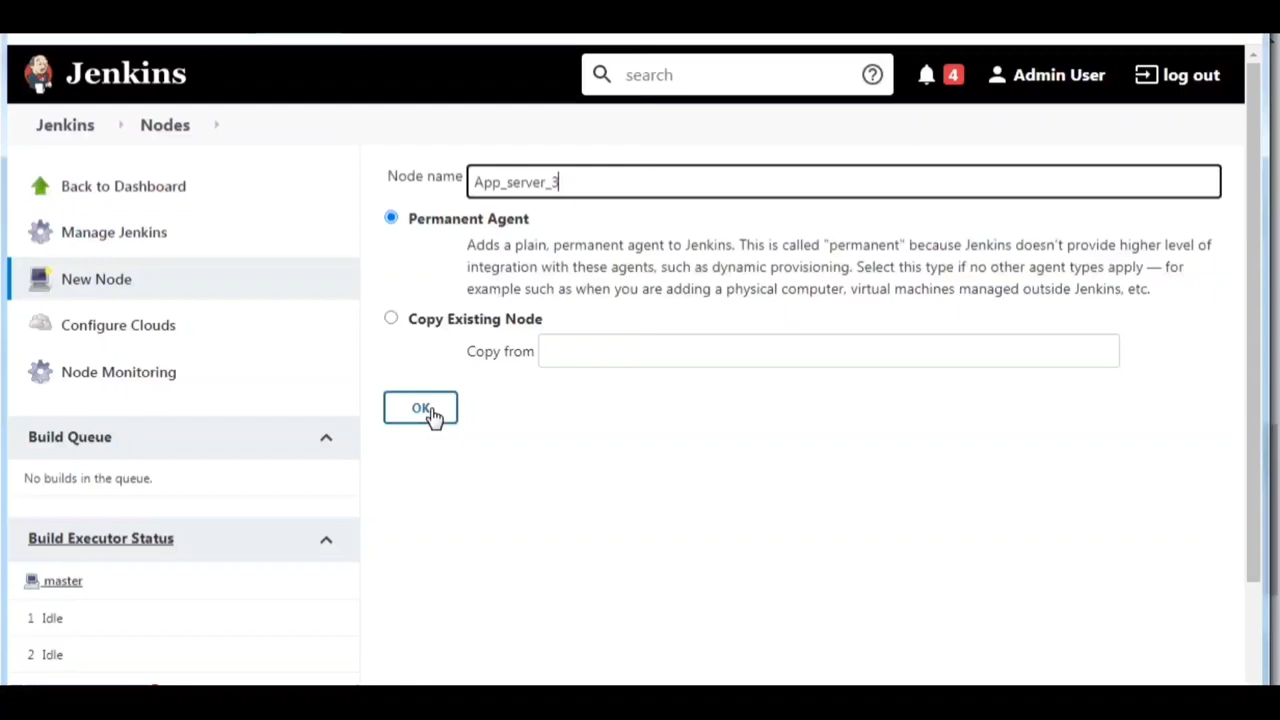 Jenkins
search
4
Admin User
log out
Jenkins
Nodes
Back to Dashboard
Manage Jenkins
New Node
Configure Clouds
Node Monitoring
Build Queue
No builds in the queue.
Build Executor Status
master
1 Idle
2 Idle
Node name App_server_3
Permanent Agent
Adds a plain, permanent agent to Jenkins. This is called "permanent" because Jenkins doesn't provide higher level of
integration with these agents, such as dynamic provisioning. Select this type if no other agent types apply — for
example such as when you are adding a physical computer, virtual machines managed outside Jenkins, etc.
Copy Existing Node
Copy from
OK